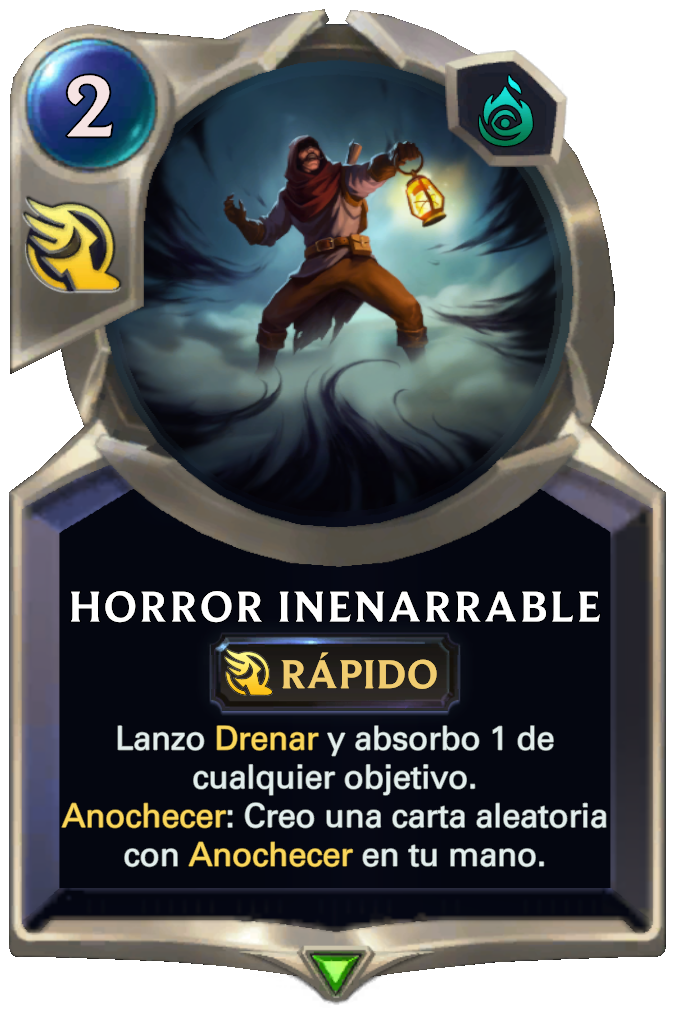 2
HORROR INENARRABLE
RÁPIDO
Lanzo Drenar y absorbo 1 de
cualquier objetivo.
Anochecer: Creo una carta aleatoria
con Anochecer en tu mano.